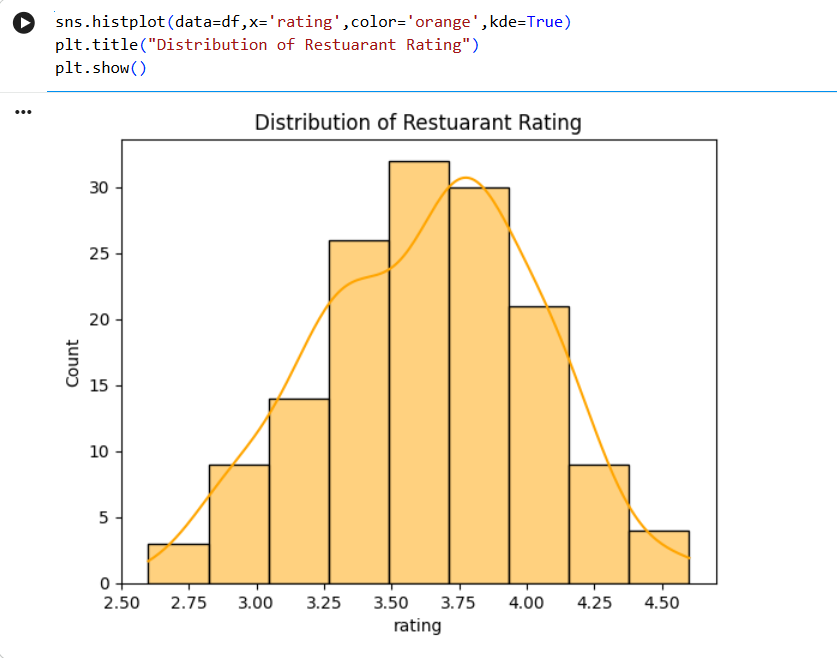 sns.histplot(data=df,x='rating',color='orange',kde=True)
plt.title("Distribution of Restuarant Rating")
plt.show()
Distribution of Restuarant Rating
30
25
20
15
10
5
0
Count
2.50 2.75 3.00 3.25 3.50 3.75 4.00 4.25 4.50
rating